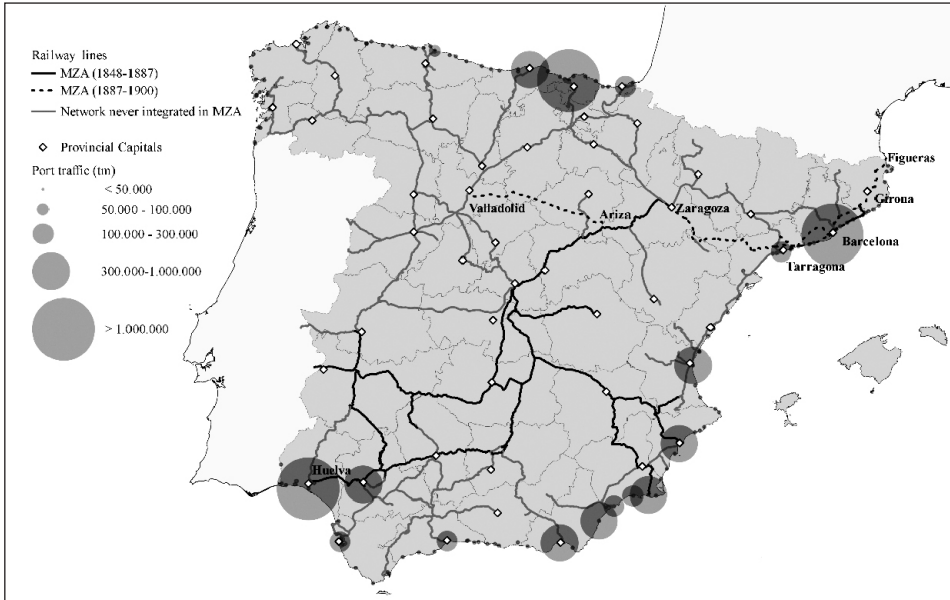 Railway lines
MZA (1848-1887)
MZA (1887-1900)
Network never integrated in MZA
Provincial Capitals
Port traffic (tm)
< 50.000
50.000 - 100.000
100.000 - 300.000
300.000-1.000.000
> 1.000.000
Figueras
Girona
Valladolid
Ariza
Zaragoza
Barcelona
Tarragona
Huelva